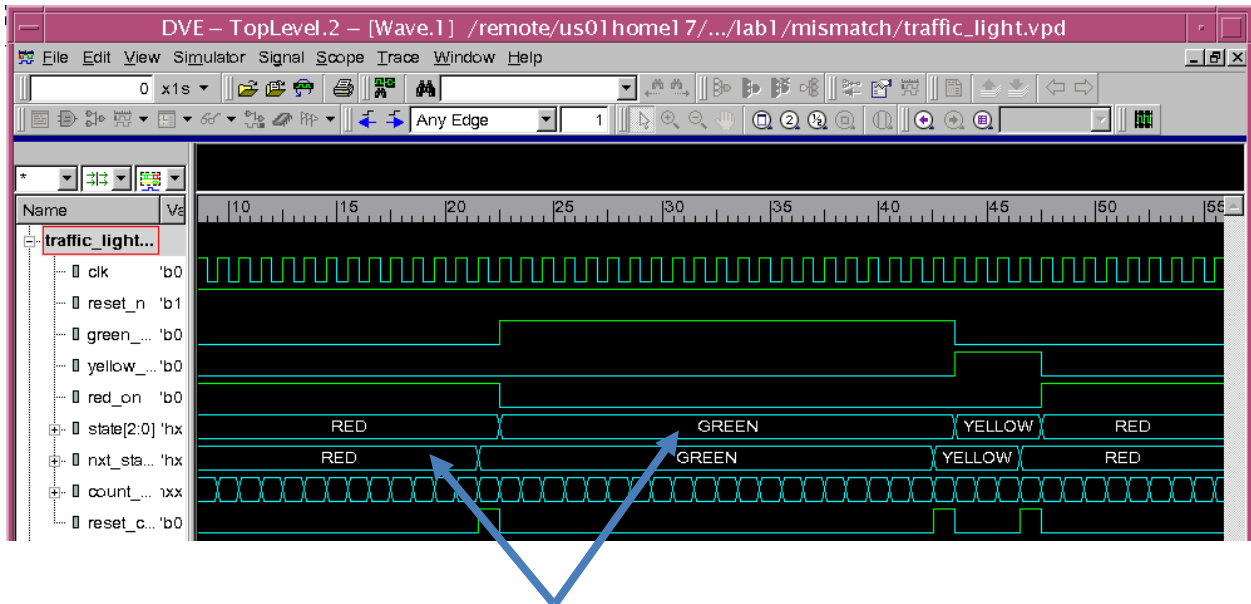 DVE – TopLevel.2 – [Wave.1] /remote/us01home17/.../lab1/mismatch/traffic_light.vpd
File Edit View Simulator Signal Scope Trace Window Help
0 x1s
Any Edge 1
*
Name Va 10 15 20 25 30 35 40 45 50 55
traffic_light...
clk 'b0
reset_n 'b1
green_... 'b0
yellow_... 'b0
red_on 'b0
state[2:0] 'hx RED GREEN YELLOW RED
nxt_sta... 'hx RED GREEN YELLOW RED
count_... 'xx
reset_c... 'b0